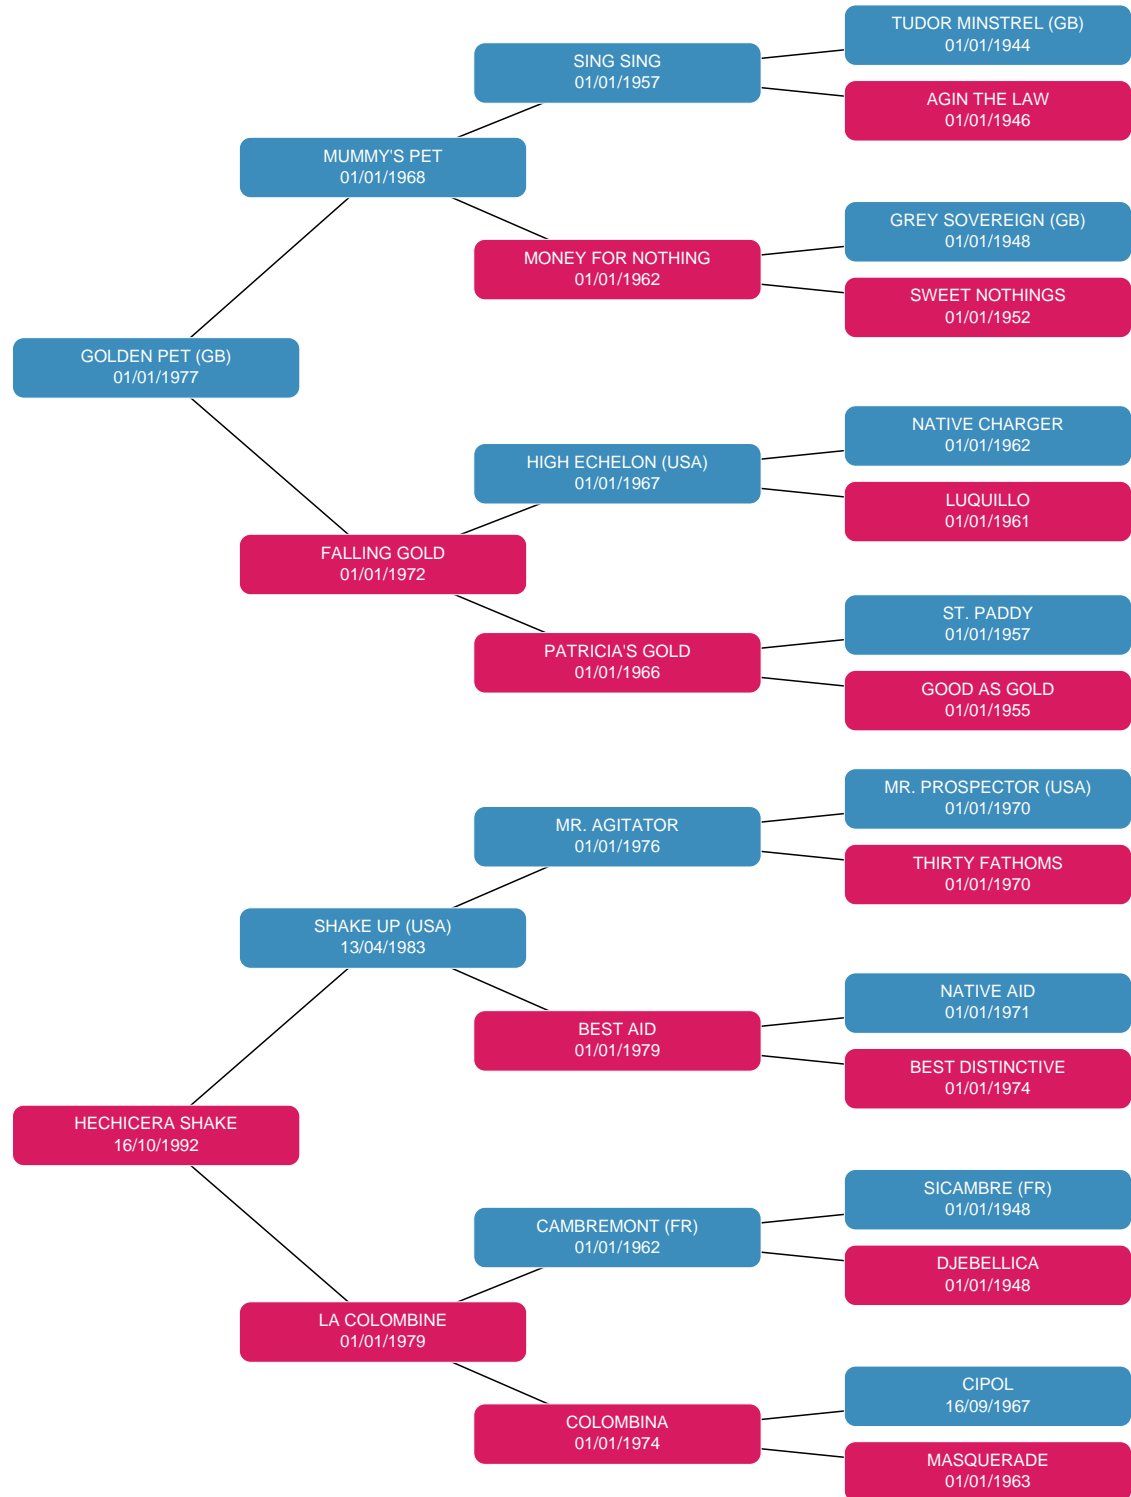 TUDOR MINSTREL (GB)
01/01/1944
SING SING
01/01/1957
AGIN THE LAW
01/01/1946
MUMMY'S PET
01/01/1968
GREY SOVEREIGN (GB)
01/01/1948
MONEY FOR NOTHING
01/01/1962
SWEET NOTHINGS
01/01/1952
GOLDEN PET (GB)
01/01/1977
NATIVE CHARGER
01/01/1962
HIGH ECHELON (USA)
01/01/1967
LUQUILLO
01/01/1961
FALLING GOLD
01/01/1972
ST. PADDY
01/01/1957
PATRICIA'S GOLD
01/01/1966
GOOD AS GOLD
01/01/1955
MR. PROSPECTOR (USA)
01/01/1970
MR. AGITATOR
01/01/1976
THIRTY FATHOMS
01/01/1970
SHAKE UP (USA)
13/04/1983
NATIVE AID
01/01/1971
BEST AID
01/01/1979
BEST DISTINCTIVE
01/01/1974
HECHICERA SHAKE
16/10/1992
SICAMBRE (FR)
01/01/1948
CAMBREMONT (FR)
01/01/1962
DJEBELLICA
01/01/1948
LA COLOMBINE
01/01/1979
CIPOL
16/09/1967
COLOMBINA
01/01/1974
MASQUERADE
01/01/1963